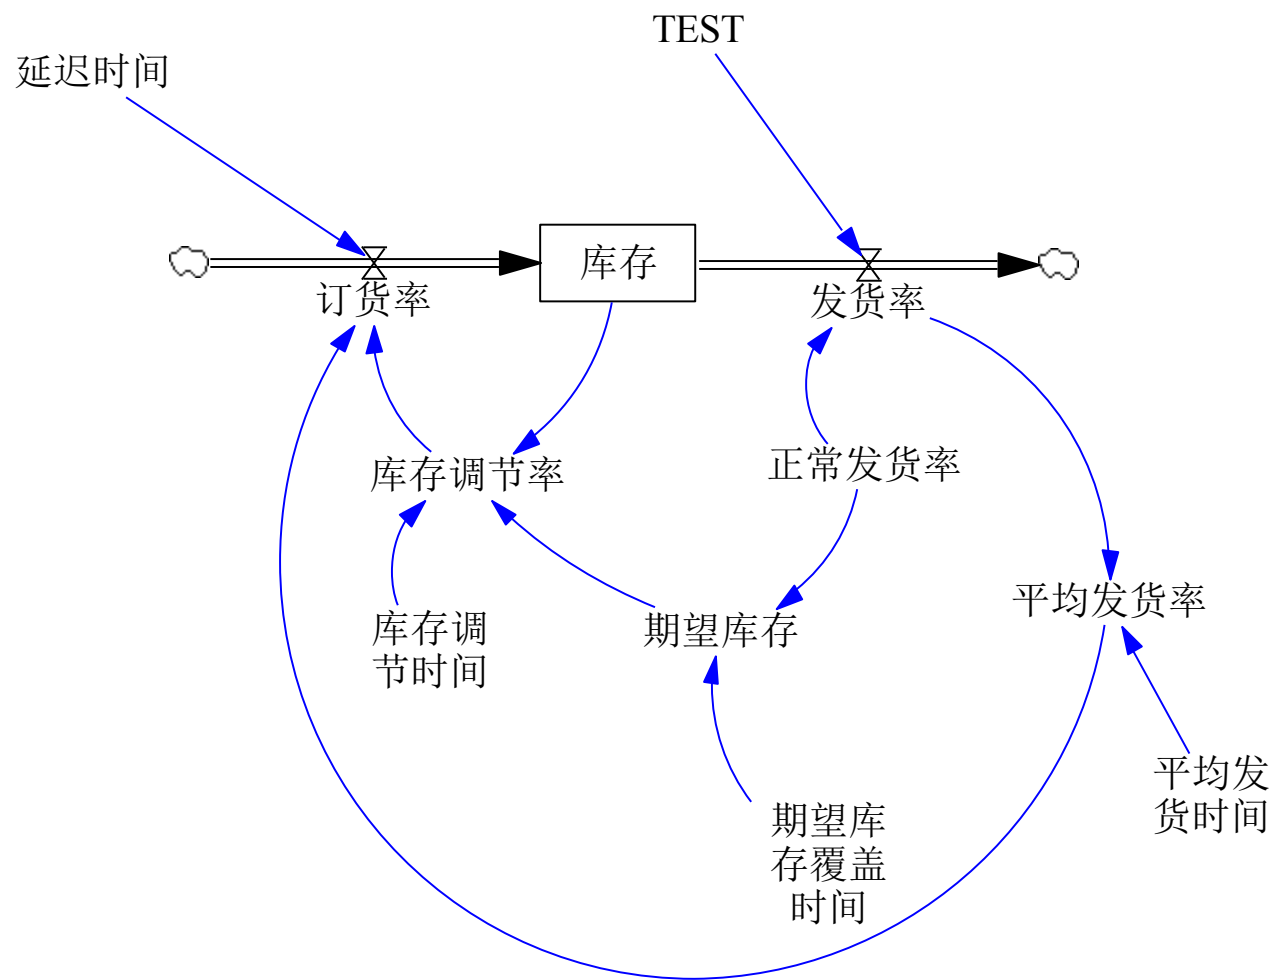 TEST
延迟时间
库存
订货率
发货率
库存调节率
正常发货率
平均发货率
库存调
节时间
期望库存
平均发
货时间
期望库
存覆盖
时间